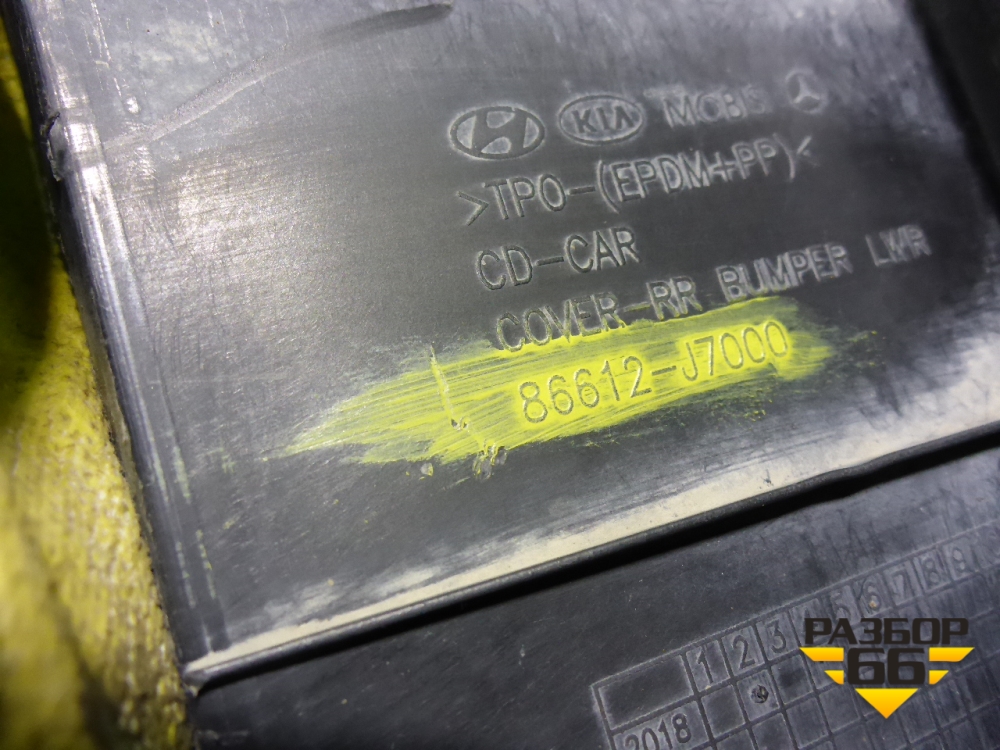 KIA MOBIS
>TPO-(EPDM+PP)<
CD-CAR
COVER-RR BUMPER LWR
86612-J7000
1 2 3 4 5 6 7 8 9
2018
РАЗБОР
66